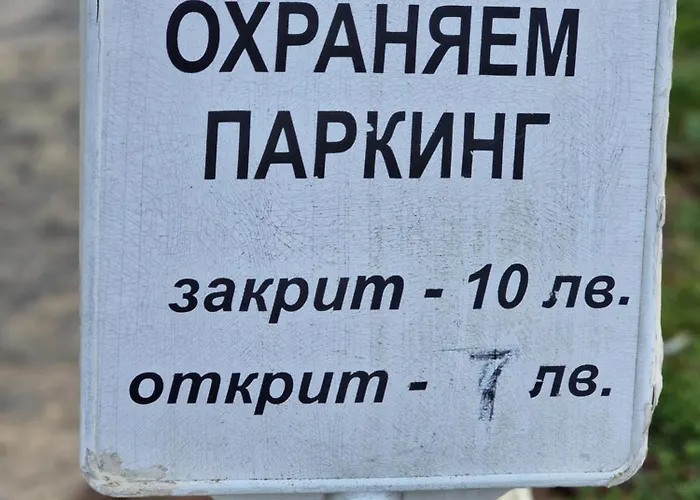 ОХРАНЯЕМ
ПАРКИНГ
закрит - 10 лв.
открит - 7 лв.